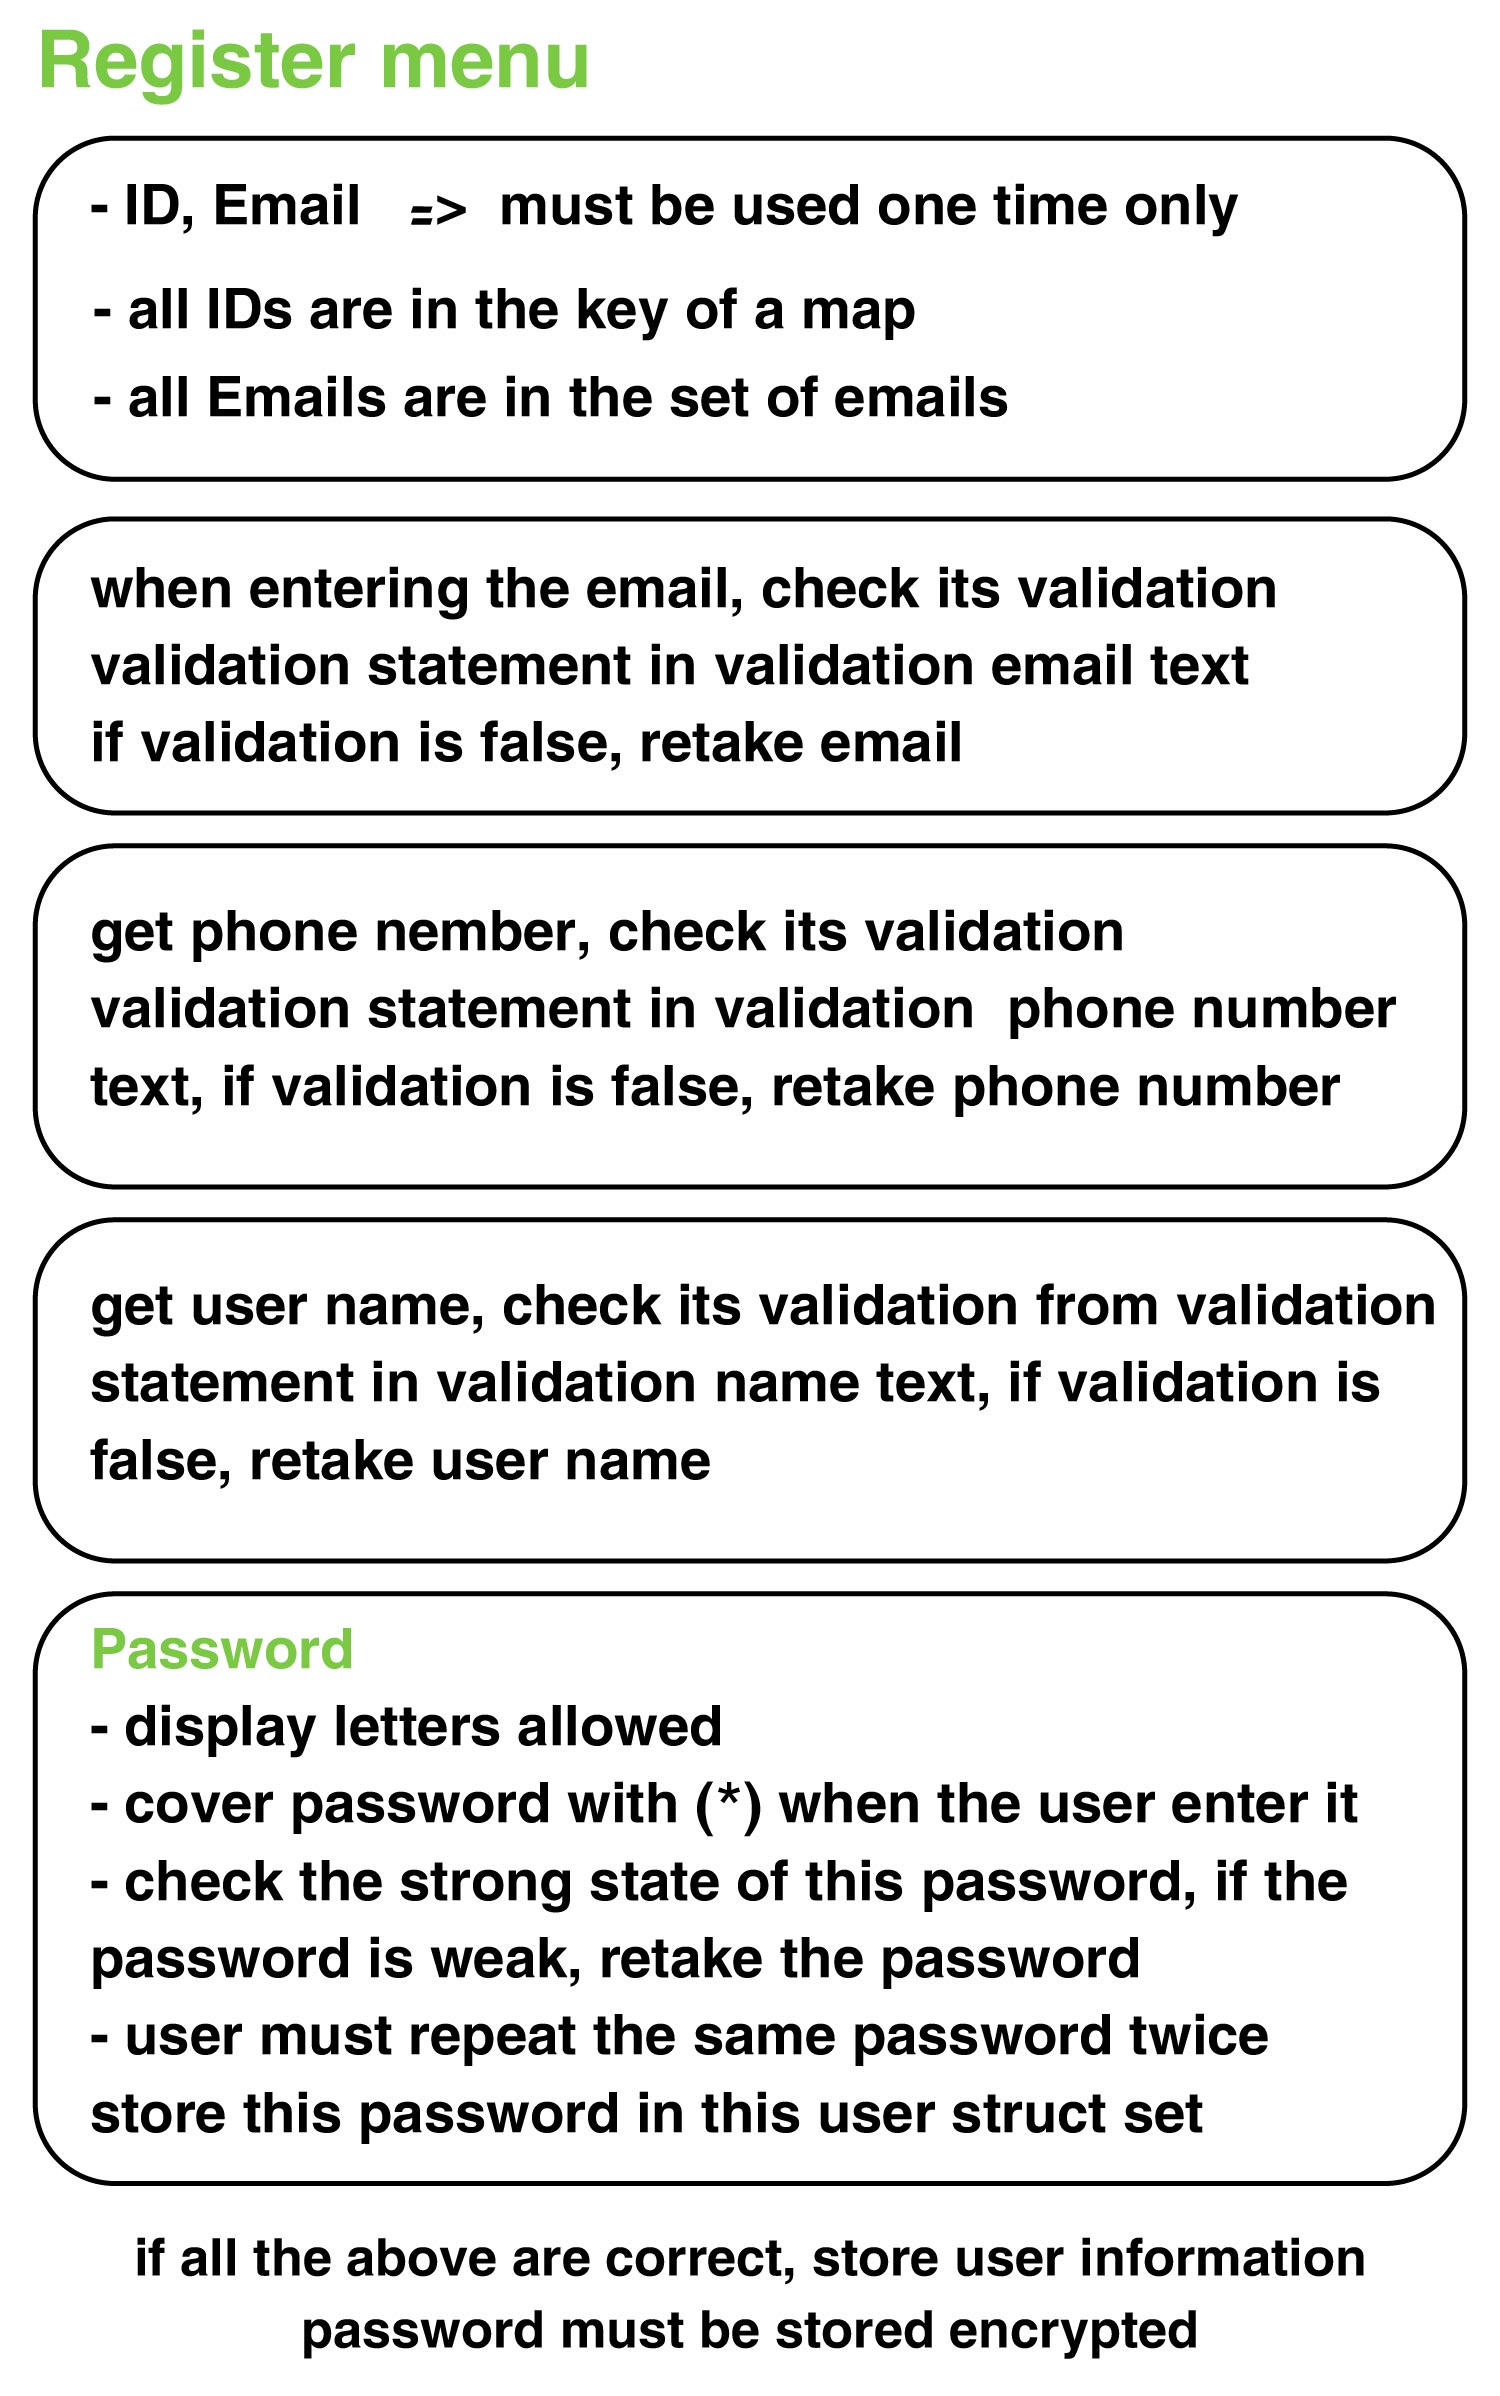 Register menu
- ID, Email => must be used one time only
- all IDs are in the key of a map
- all Emails are in the set of emails
when entering the email, check its validation
validation statement in validation email text
if validation is false, retake email
get phone nember, check its validation
validation statement in validation phone number
text, if validation is false, retake phone number
get user name, check its validation from validation
statement in validation name text, if validation is
false, retake user name
Password
- display letters allowed
- cover password with (*) when the user enter it
- check the strong state of this password, if the
password is weak, retake the password
- user must repeat the same password twice
store this password in this user struct set
if all the above are correct, store user information
password must be stored encrypted